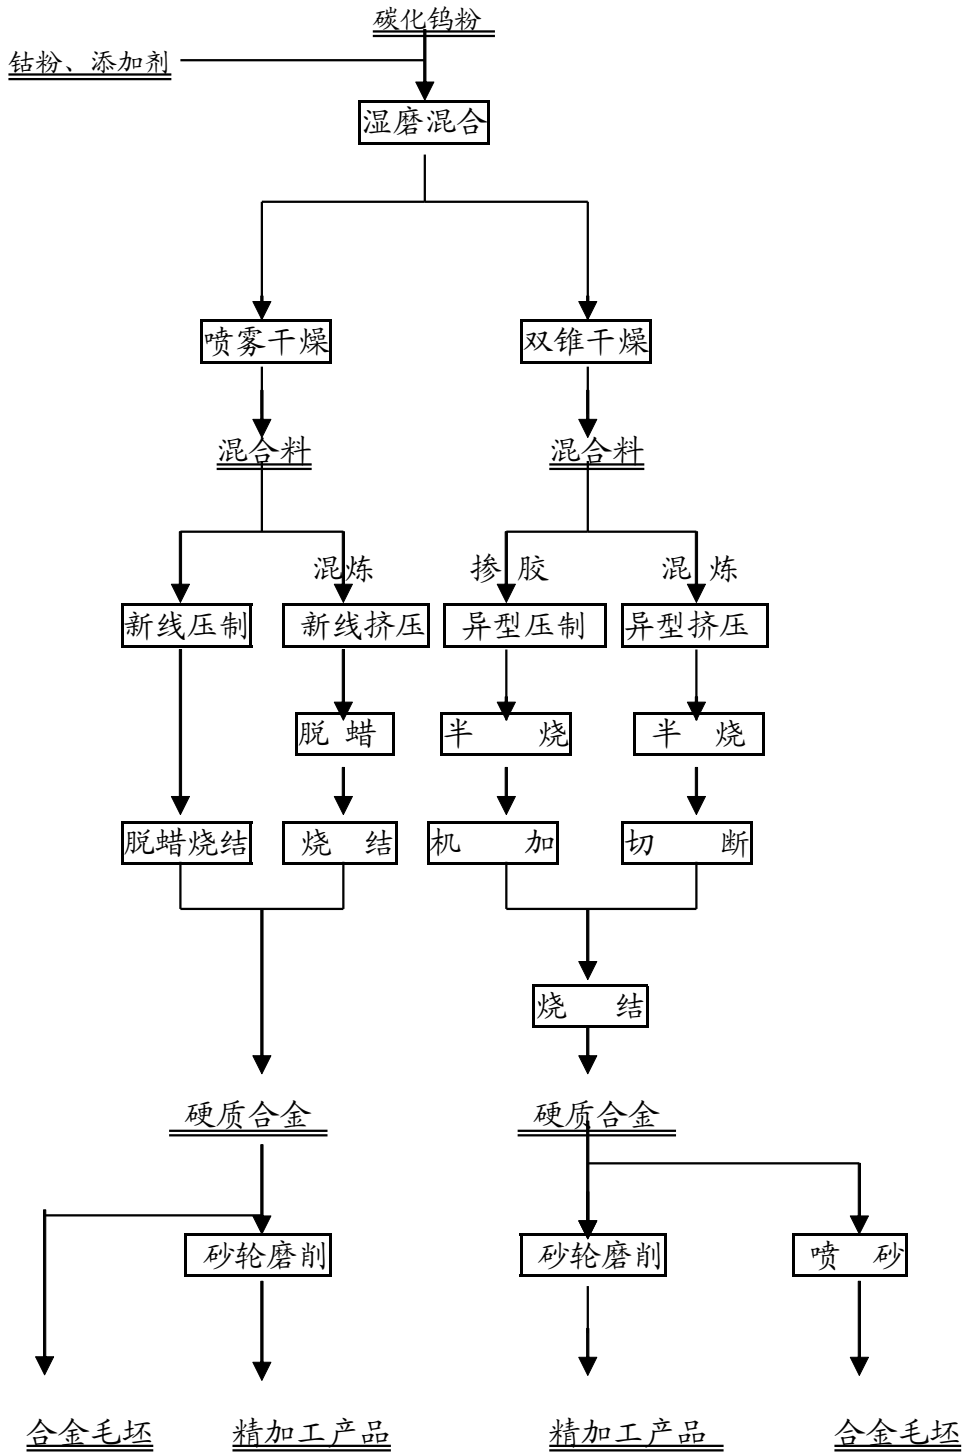 碳化钨粉
钴粉、添加剂
湿磨混合
喷雾干燥 双锥干燥
混合料 混合料
混炼 掺 胶 混 炼
新线压制 新线挤压 异型压制 异型挤压
脱 蜡 半 烧 半 烧
脱蜡烧结 烧 结 机 加 切 断
烧 结
硬质合金 硬质合金
砂轮磨削 砂轮磨削 喷 砂
合金毛坯 精加工产品 精加工产品 合金毛坯